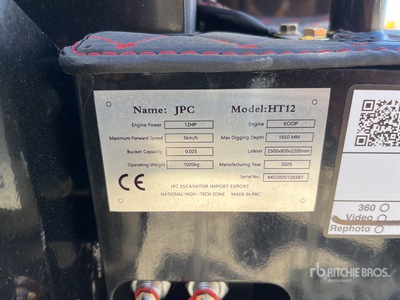 Name: JPC Model:HT12
Engine Power 12HP Engine KOOP
Maximum Forward Speed 5km/h Max Digging Depth 1650 MM
Bucket Capacity 0.025 LxWxH 2500x800x2200mm
Operating Weight 1020kg Manufacturing Year 2025
Serial No. MD2025120397
CE JPC EXCAVATOR IMPORT EXPORT
NATIONAL HIGH - TECH ZONE MADE IN PRC
360
Video
Rephoto
rb RITCHIE BROS.